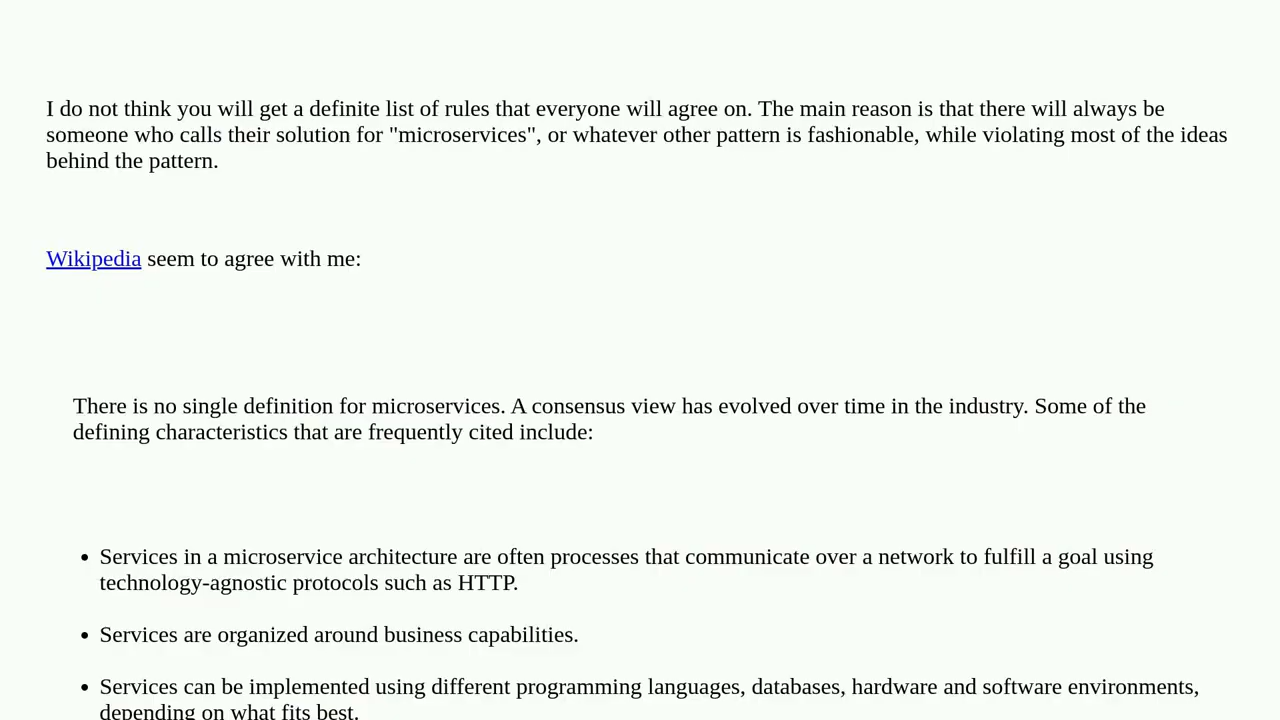 I do not think you will get a definite list of rules that everyone will agree on. The main reason is that there will always be
someone who calls their solution for "microservices", or whatever other pattern is fashionable, while violating most of the ideas
behind the pattern.
Wikipedia seem to agree with me:
There is no single definition for microservices. A consensus view has evolved over time in the industry. Some of the
defining characteristics that are frequently cited include:
• Services in a microservice architecture are often processes that communicate over a network to fulfill a goal using
technology-agnostic protocols such as HTTP.
• Services are organized around business capabilities.
• Services can be implemented using different programming languages, databases, hardware and software environments,
depending on what fits best.